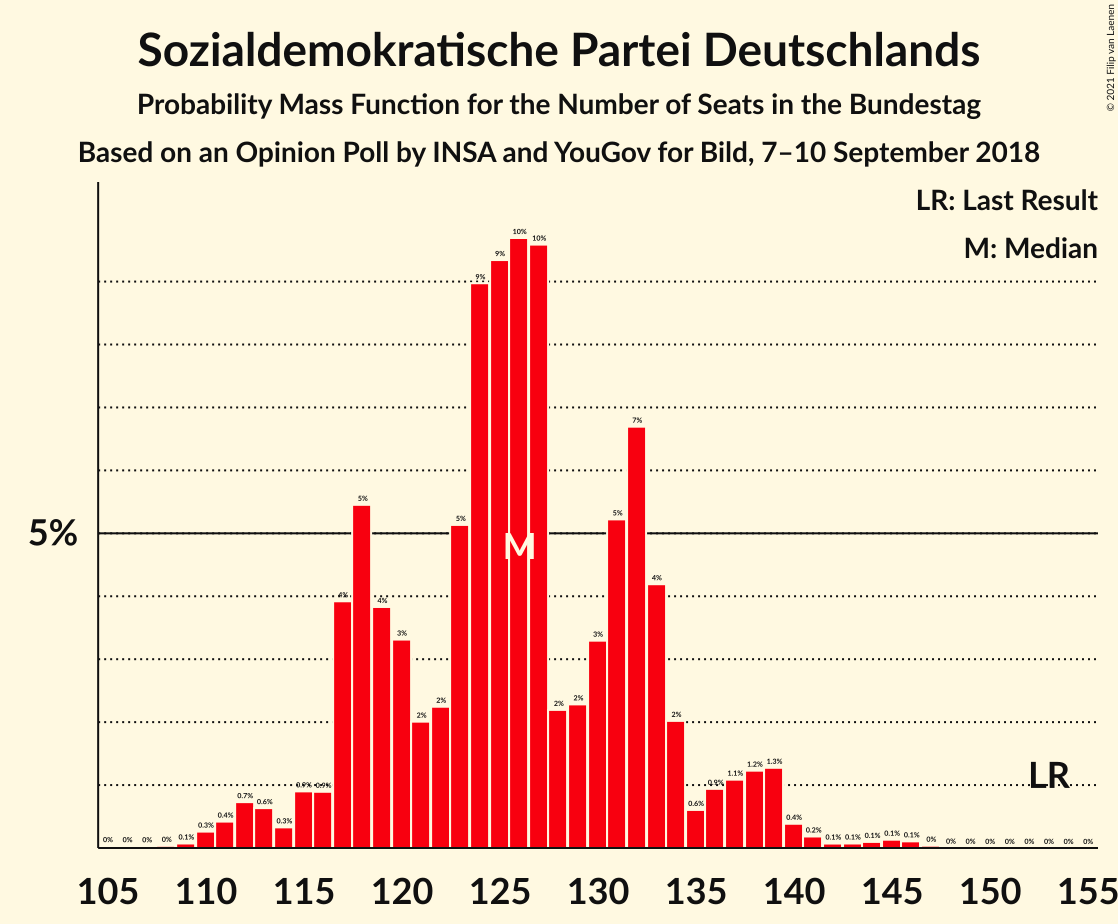 © 2021 Filip van Laenen
Sozialdemokratische Partei Deutschlands
Probability Mass Function for the Number of Seats in the Bundestag
Based on an Opinion Poll by INSA and YouGov for Bild, 7–10 September 2018
LR: Last Result
M: Median
5%
0% 0% 0% 0% 0.1% 0.3% 0.4% 0.7% 0.6% 0.3% 0.9% 0.9% 4% 5% 4% 3% 2% 2% 5% 9% 9% 10% 10% 2% 2% 3% 5% 7% 4% 2% 0.6% 0.9% 1.1% 1.2% 1.3% 0.4% 0.2% 0.1% 0.1% 0.1% 0.1% 0.1% 0% 0% 0% 0% 0% 0% 0% 0% 0%
M
LR
105 110 115 120 125 130 135 140 145 150 155